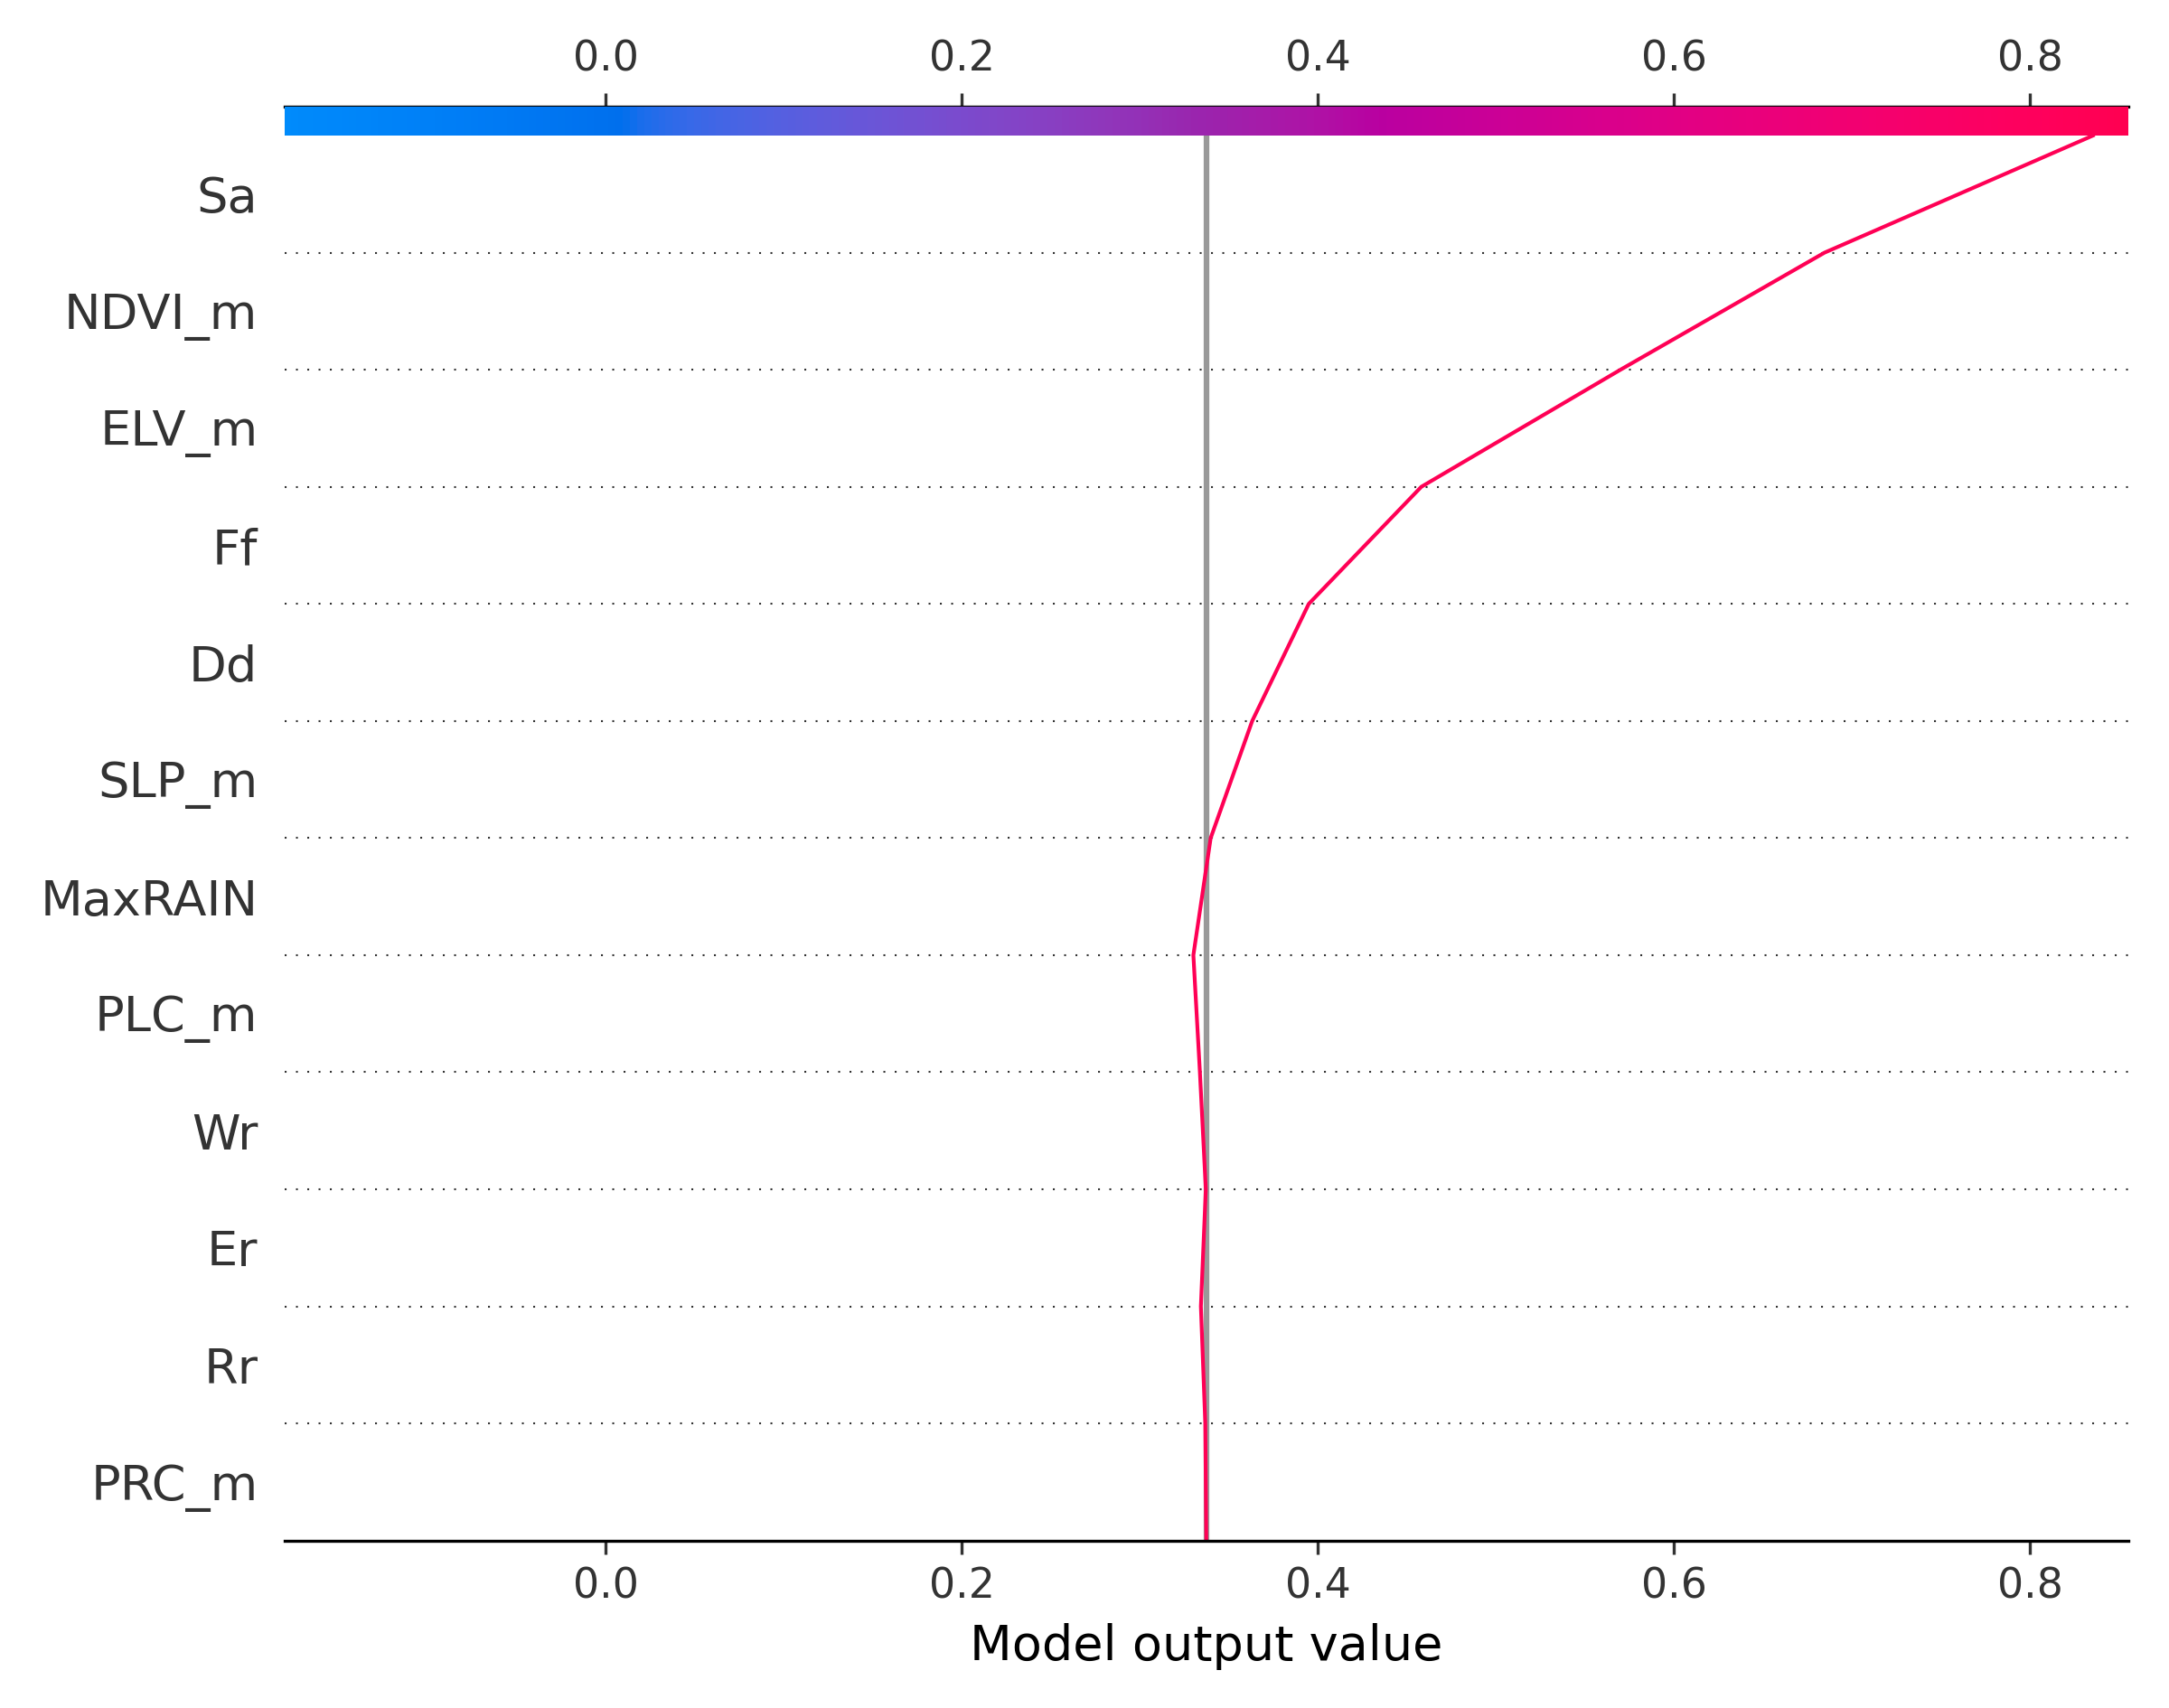 0.0 0.2 0.4 0.6 0.8
Sa
NDVI_m
ELV_m
Ff
Dd
SLP_m
MaxRAIN
PLC_m
Wr
Er
Rr
PRC_m
0.0 0.2 0.4 0.6 0.8
Model output value